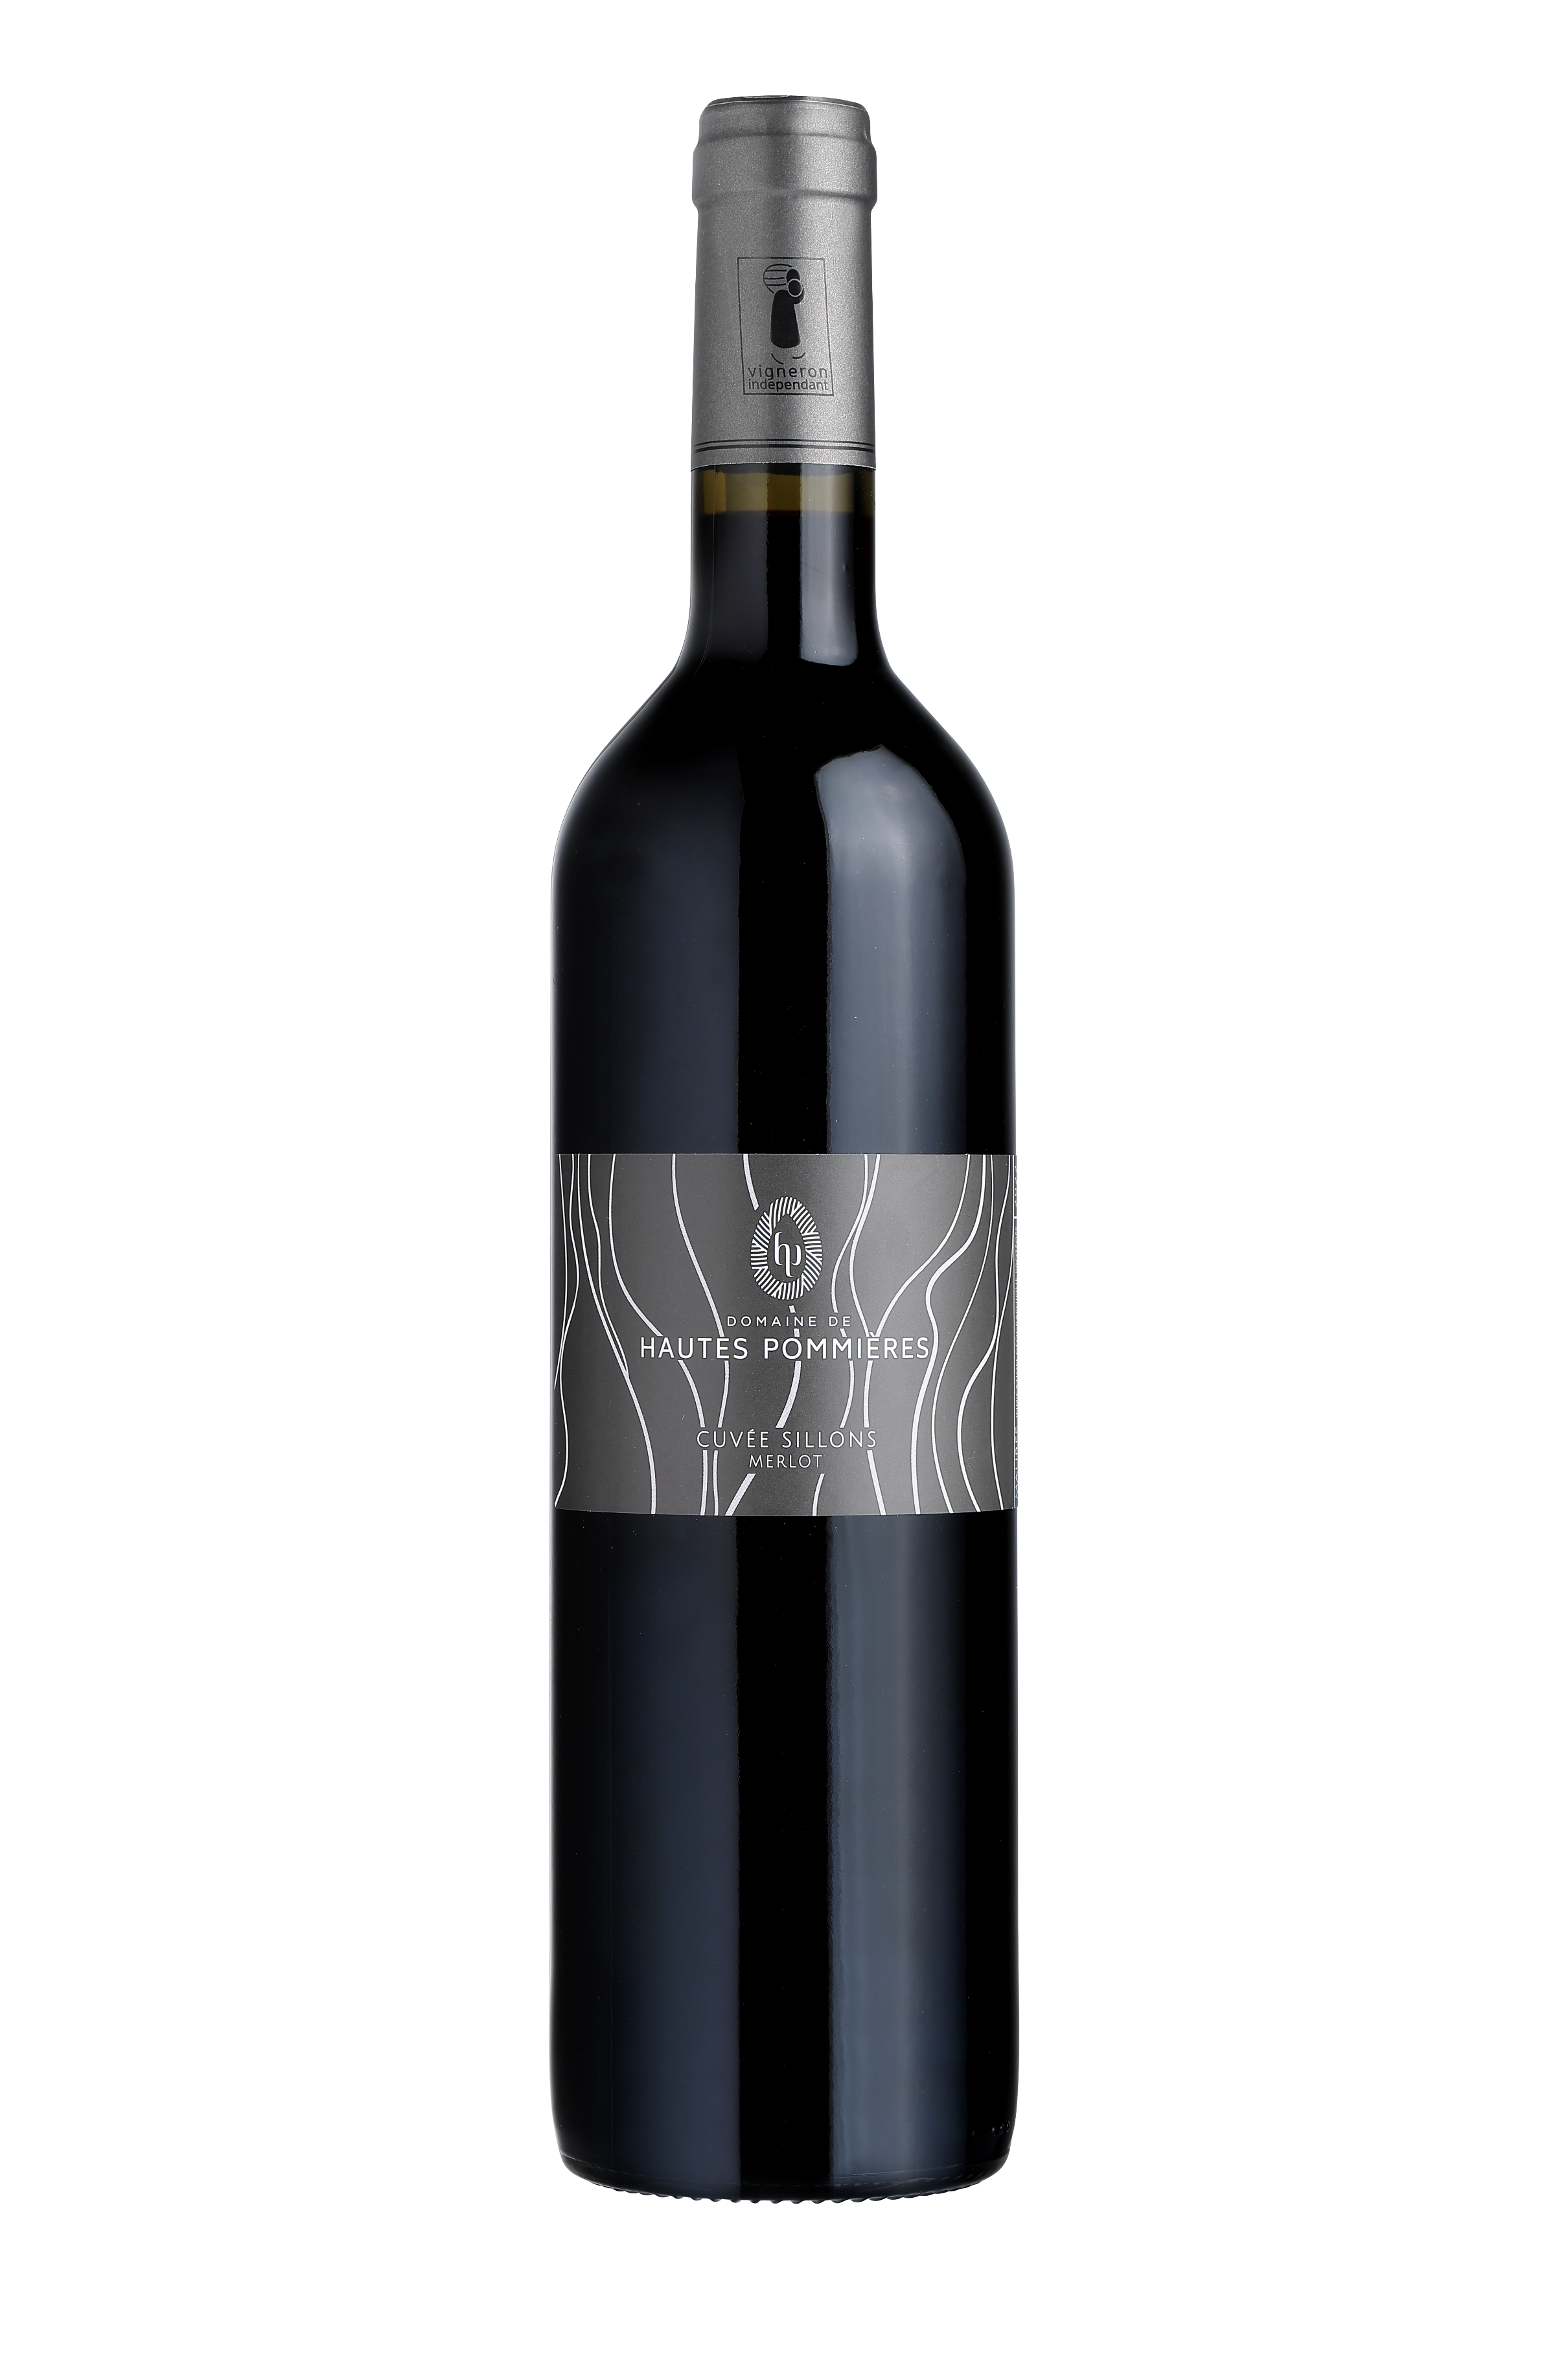 vigneron
indépendant
hp
DOMAINE DE
HAUTES POMMIÈRES
CUVÉE SILLONS
MERLOT